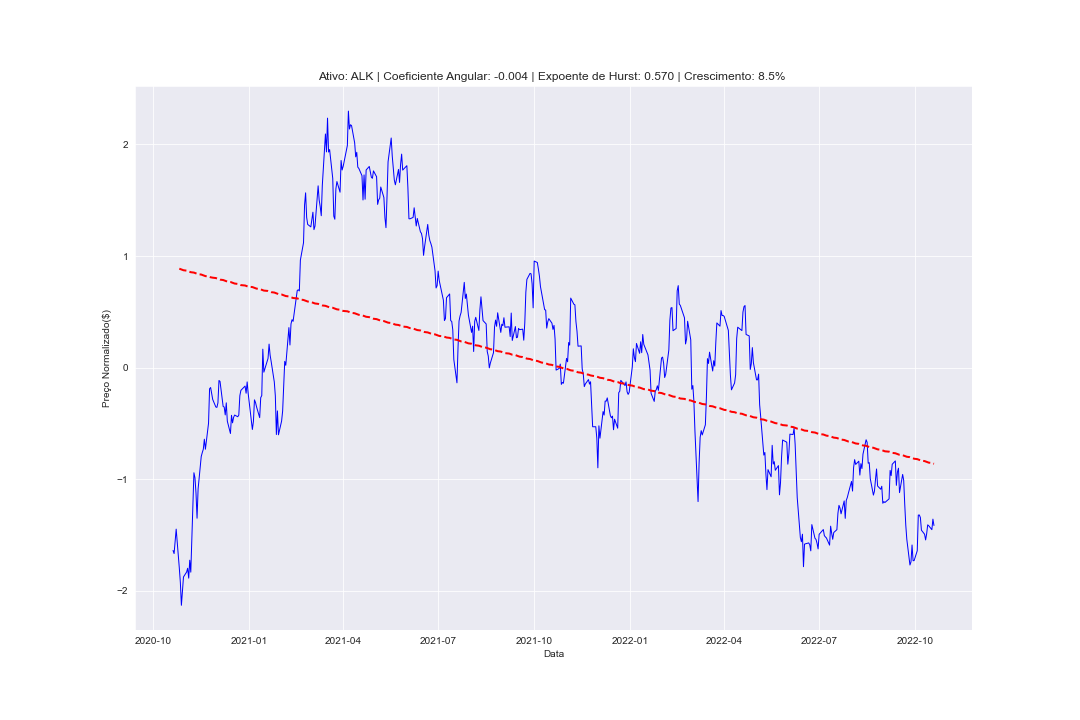 Ativo: ALK | Coeficiente Angular: -0.004 | Expoente de Hurst: 0.570 | Crescimento: 8.5%
Preço Normalizado($)
2
1
0
−1
−2
2020-10 2021-01 2021-04 2021-07 2021-10 2022-01 2022-04 2022-07 2022-10
Data